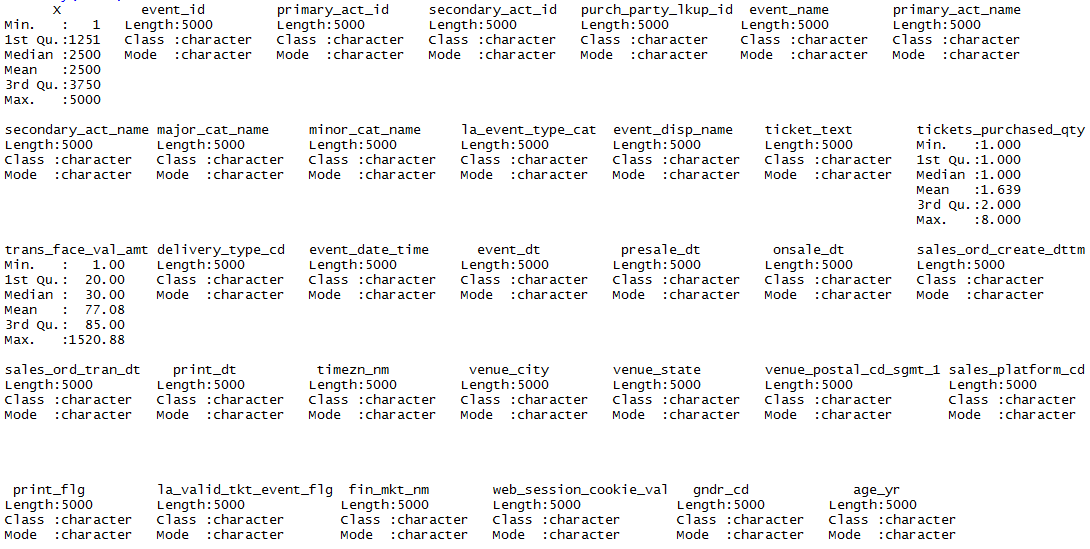 X event_id primary_act_id secondary_act_id purch_party_lkup_id event_name primary_act_name
Min. : 1 Length:5000 Length:5000 Length:5000 Length:5000 Length:5000 Length:5000
1st Qu.:1251 Class :character Class :character Class :character Class :character Class :character Class :character
Median :2500 Mode :character Mode :character Mode :character Mode :character Mode :character Mode :character
Mean :2500
3rd Qu.:3750
Max. :5000
secondary_act_name major_cat_name minor_cat_name la_event_type_cat event_disp_name ticket_text tickets_purchased_qty
Length:5000 Length:5000 Length:5000 Length:5000 Length:5000 Length:5000 Min. :1.000
Class :character Class :character Class :character Class :character Class :character Class :character 1st Qu.:1.000
Mode :character Mode :character Mode :character Mode :character Mode :character Mode :character Median :1.000
Mean :1.639
3rd Qu.:2.000
Max. :8.000
trans_face_val_amt delivery_type_cd event_date_time event_dt presale_dt onsale_dt sales_ord_create_dttm
Min. : 1.00 Length:5000 Length:5000 Length:5000 Length:5000 Length:5000 Length:5000
1st Qu.: 20.00 Class :character Class :character Class :character Class :character Class :character Class :character
Median : 30.00 Mode :character Mode :character Mode :character Mode :character Mode :character Mode :character
Mean : 77.08
3rd Qu.: 85.00
Max. :1520.88
sales_ord_tran_dt print_dt timezn_nm venue_city venue_state venue_postal_cd_sgmt_1 sales_platform_cd
Length:5000 Length:5000 Length:5000 Length:5000 Length:5000 Length:5000 Length:5000
Class :character Class :character Class :character Class :character Class :character Class :character Class :character
Mode :character Mode :character Mode :character Mode :character Mode :character Mode :character Mode :character
print_flg la_valid_tkt_event_flg fin_mkt_nm web_session_cookie_val gndr_cd age_yr
Length:5000 Length:5000 Length:5000 Length:5000 Length:5000 Length:5000
Class :character Class :character Class :character Class :character Class :character Class :character
Mode :character Mode :character Mode :character Mode :character Mode :character Mode :character